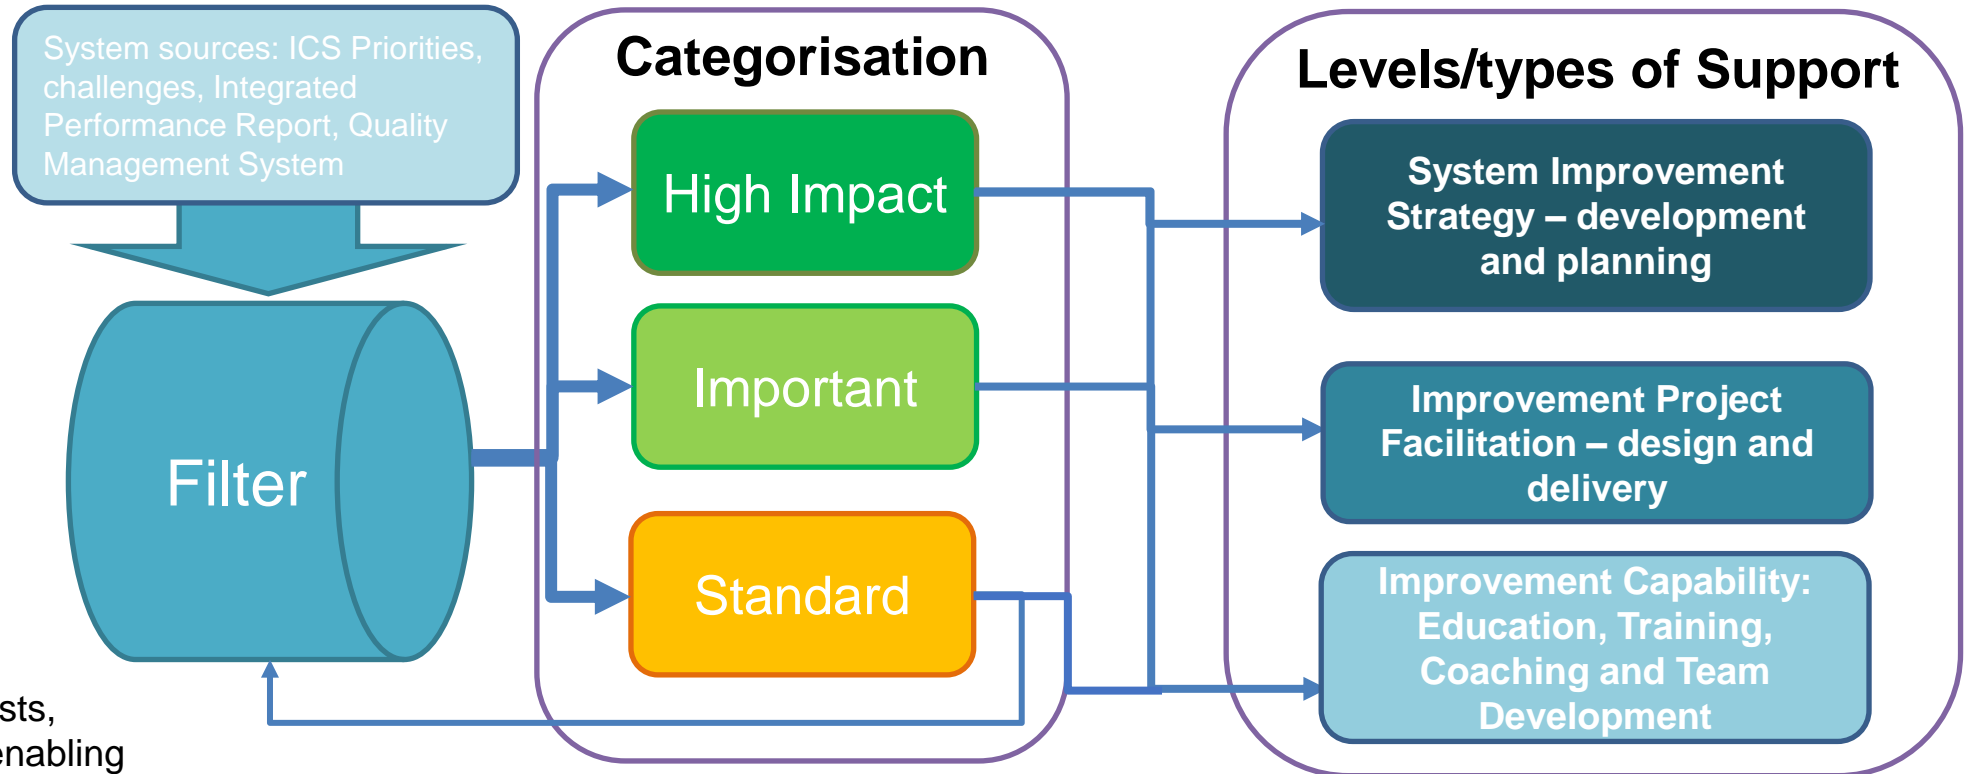 System sources: ICS Priorities,
challenges, Integrated
Performance Report, Quality
Management System
Filter
Categorisation
High Impact
Important
Standard
Levels/types of Support
System Improvement
Strategy – development
and planning
Improvement Project
Facilitation – design and
delivery
Improvement Capability:
Education, Training,
Coaching and Team
Development
sts,
enabling